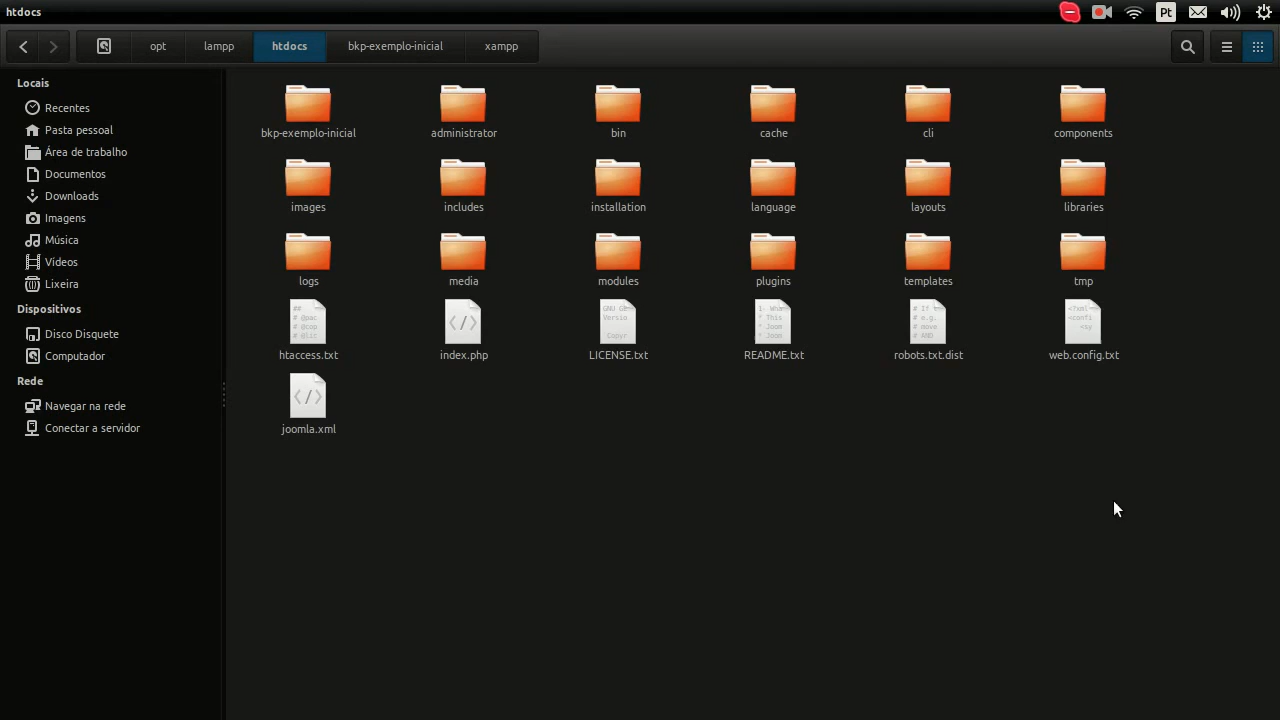 htdocs
Pt
opt
lampp
htdocs
bkp-exemplo-inicial
xampp
Locais
Recentes
Pasta pessoal
Área de trabalho
Documentos
Downloads
Imagens
Música
Vídeos
Lixeira
Dispositivos
Disco Disquete
Computador
Rede
Navegar na rede
Conectar a servidor
bkp-exemplo-inicial
administrator
bin
cache
cli
components
images
includes
installation
language
layouts
libraries
logs
media
modules
plugins
templates
tmp
htaccess.txt
index.php
LICENSE.txt
README.txt
robots.txt.dist
web.config.txt
joomla.xml